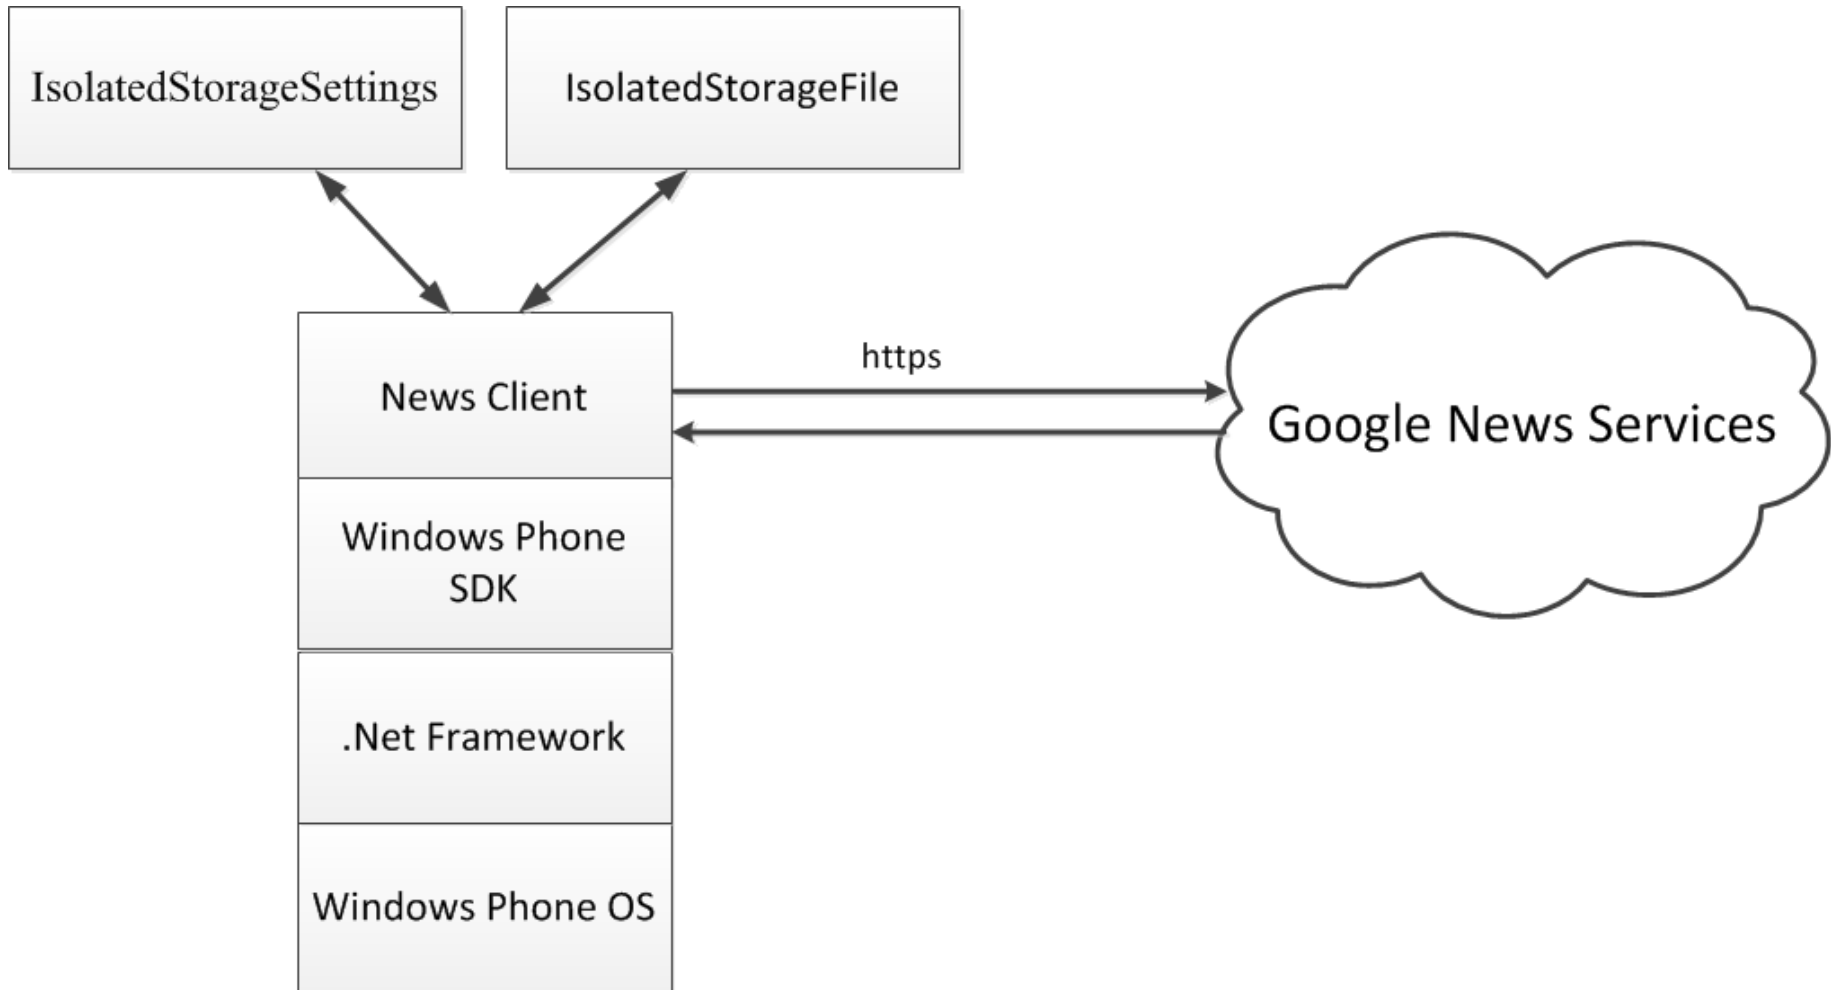 IsolatedStorageSettings
IsolatedStorageFile
https
News Client
Google News Services
Windows Phone
SDK
.Net Framework
Windows Phone OS